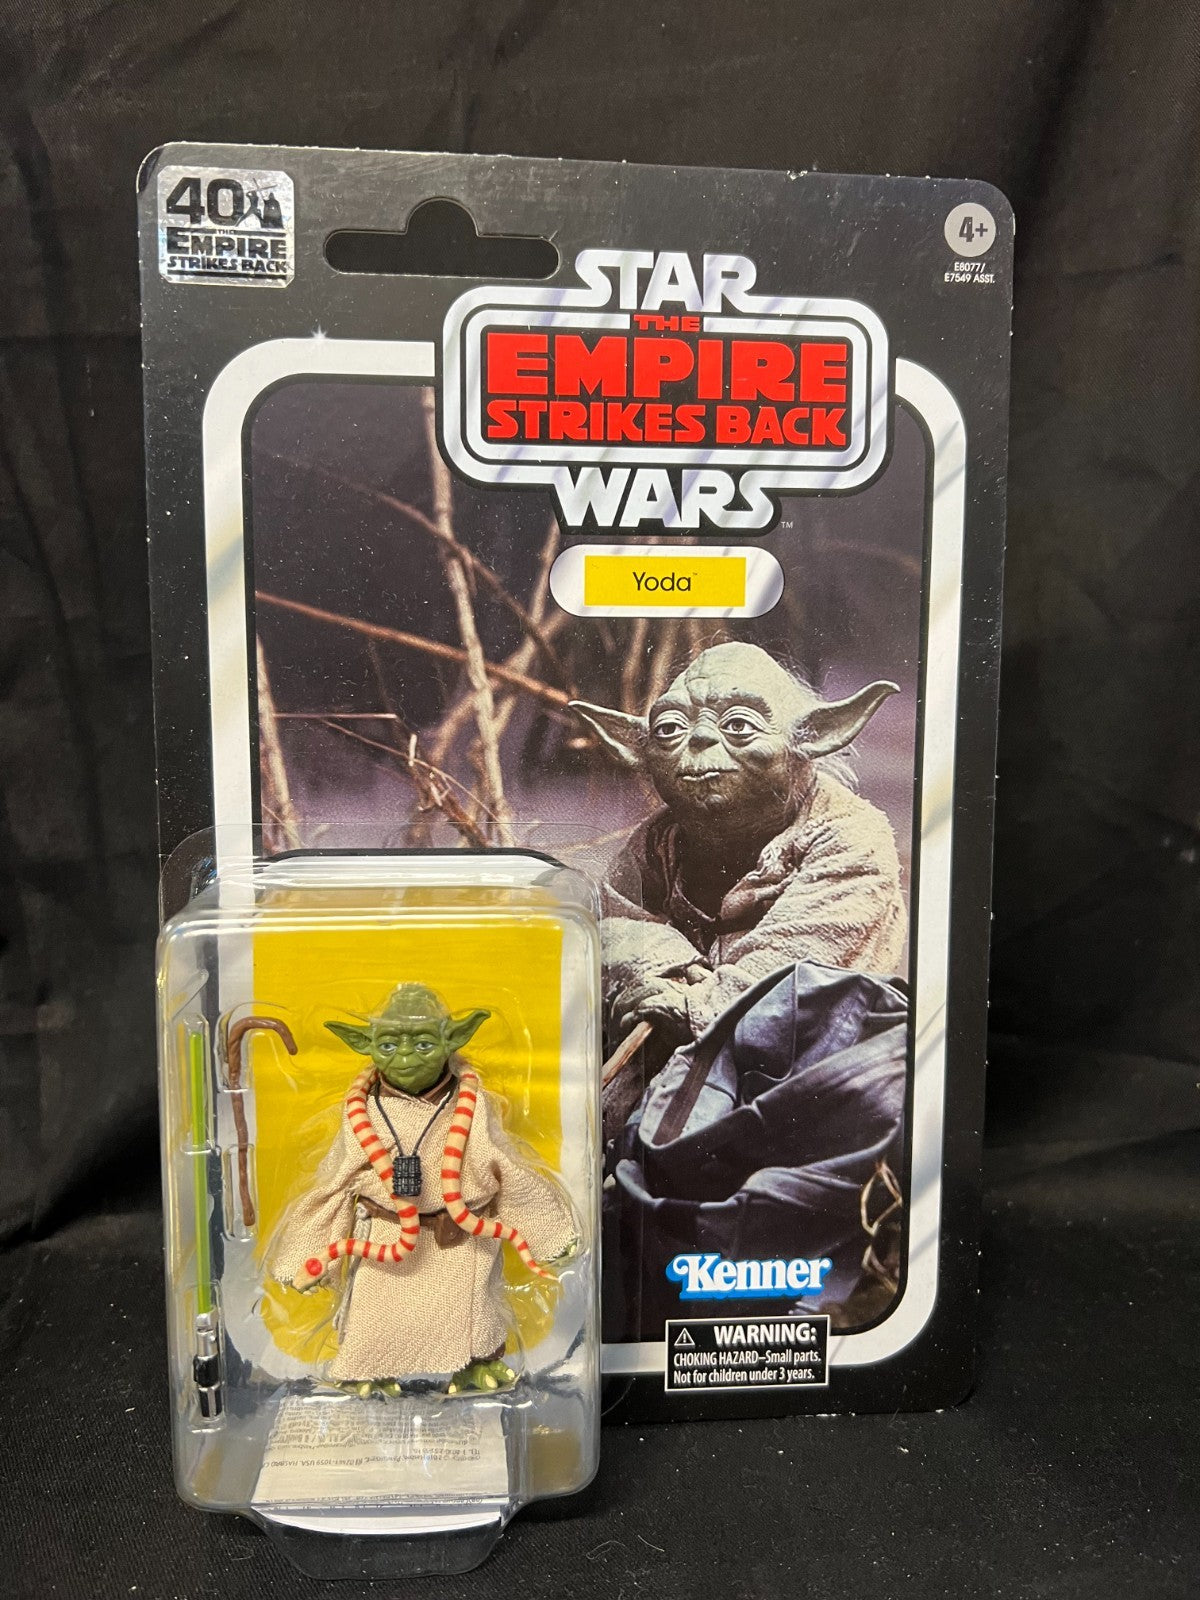 40
THE
EMPIRE
STRIKES BACK
4+
E8077/
E7549 ASST.
STAR
THE
EMPIRE
STRIKES BACK
WARS
TM
Yoda
Kenner
WARNING:
CHOKING HAZARD—Small parts.
Not for children under 3 years.